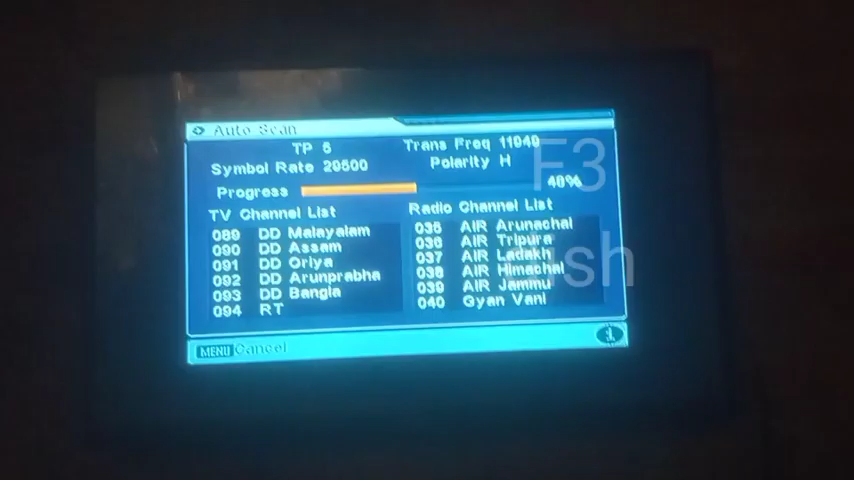 Auto Scan
TP 5 Trans Freq 11040
Symbol Rate 29500 Polarity H
Progress 40%
TV Channel List
089 DD Malayalam
090 DD Assam
091 DD Oriya
092 DD Arunprabha
093 DD Bangla
094 RT
Radio Channel List
035 AIR Arunachal
036 AIR Tripura
037 AIR Ladakh
038 AIR Himachal
039 AIR Jammu
040 Gyan Vani
MENU Cancel
i
F3
dish